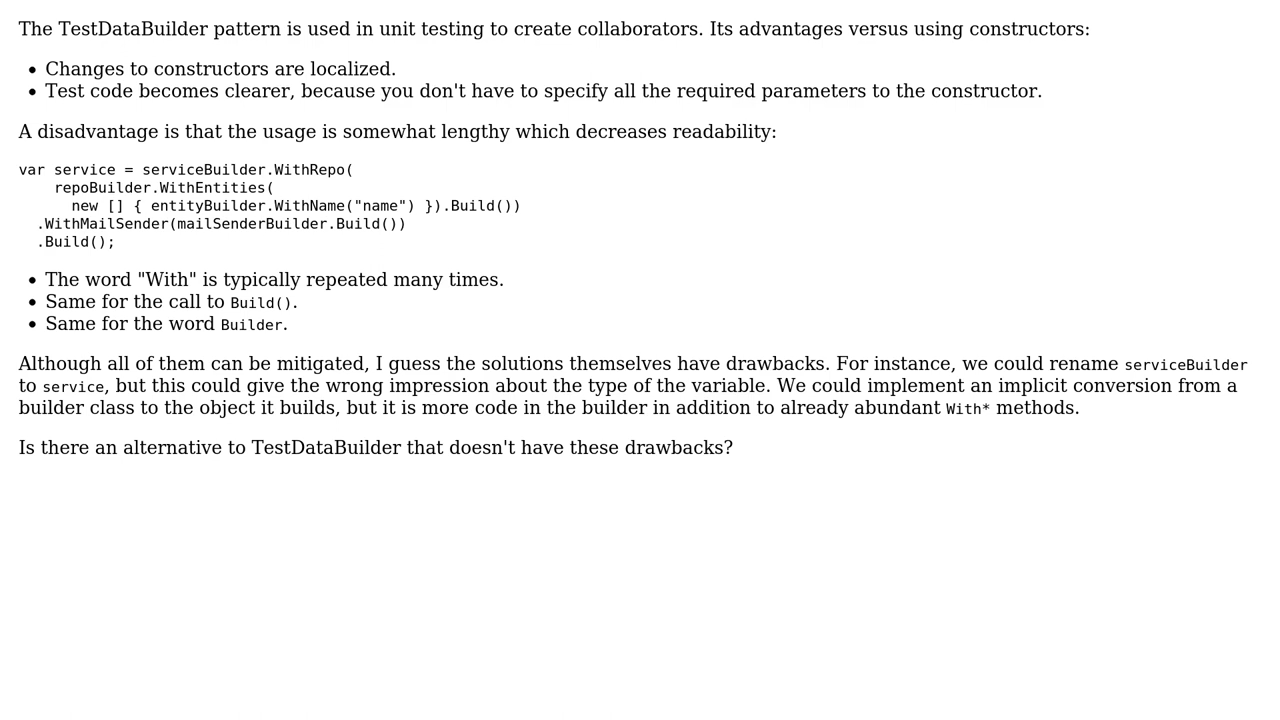 The TestDataBuilder pattern is used in unit testing to create collaborators. Its advantages versus using constructors:
• Changes to constructors are localized.
• Test code becomes clearer, because you don't have to specify all the required parameters to the constructor.
A disadvantage is that the usage is somewhat lengthy which decreases readability:
var service = serviceBuilder.WithRepo(
    repoBuilder.WithEntities(
      new [] { entityBuilder.WithName("name") }).Build())
  .WithMailSender(mailSenderBuilder.Build())
  .Build();
• The word "With" is typically repeated many times.
• Same for the call to Build().
• Same for the word Builder.
Although all of them can be mitigated, I guess the solutions themselves have drawbacks. For instance, we could rename serviceBuilder
to service, but this could give the wrong impression about the type of the variable. We could implement an implicit conversion from a
builder class to the object it builds, but it is more code in the builder in addition to already abundant With* methods.
Is there an alternative to TestDataBuilder that doesn't have these drawbacks?